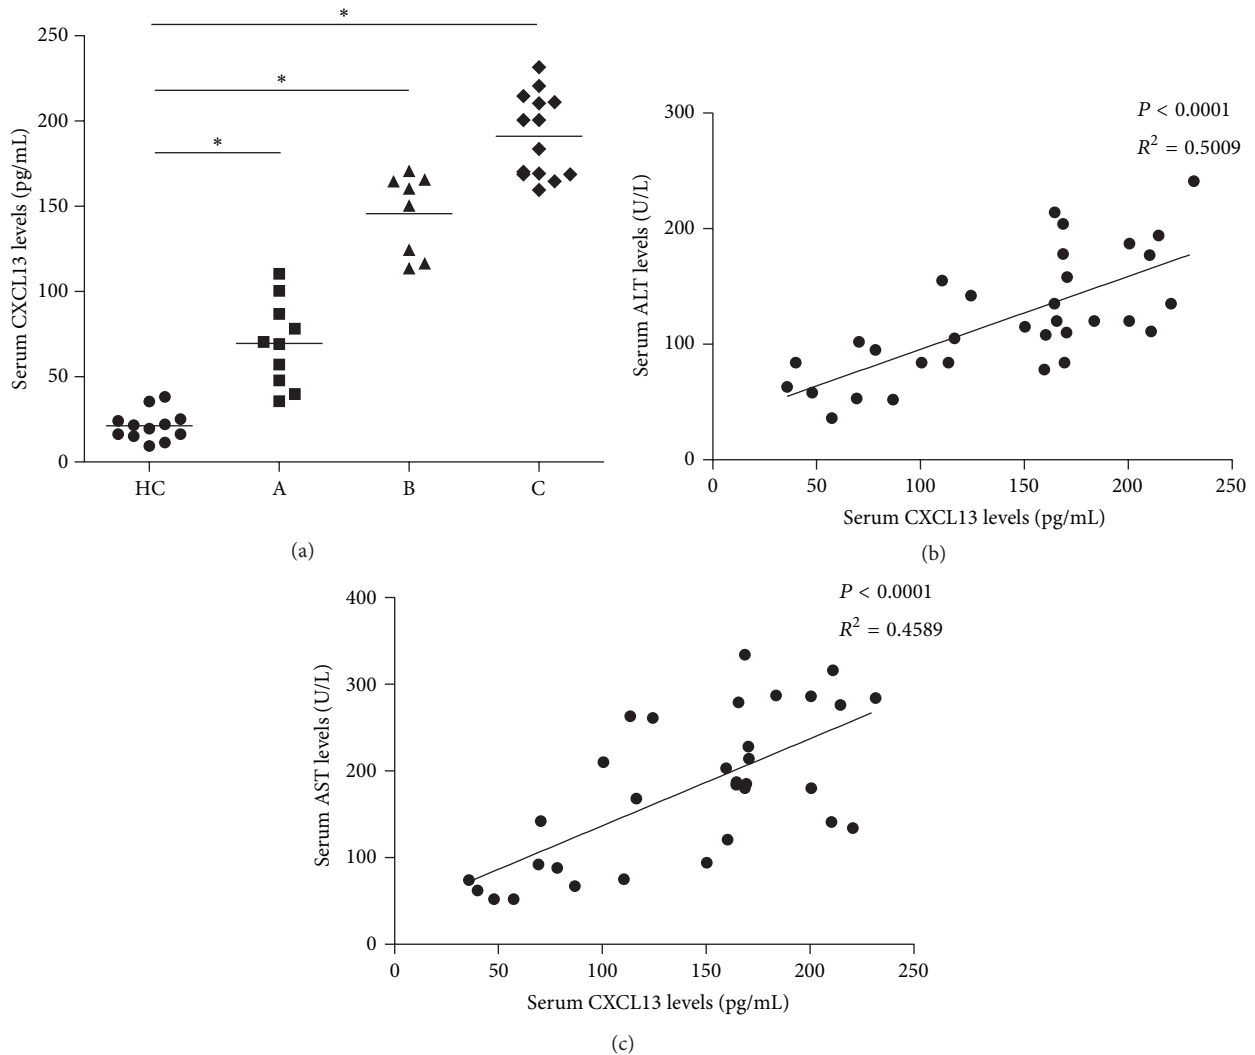 *
*
*
250
200
150
100
50
0
Serum CXCL13 levels (pg/mL)
HC A B C
(a)
P < 0.0001
R² = 0.5009
300
200
100
0
Serum ALT levels (U/L)
0 50 100 150 200 250
Serum CXCL13 levels (pg/mL)
(b)
P < 0.0001
R² = 0.4589
400
300
200
100
0
Serum AST levels (U/L)
0 50 100 150 200 250
Serum CXCL13 levels (pg/mL)
(c)